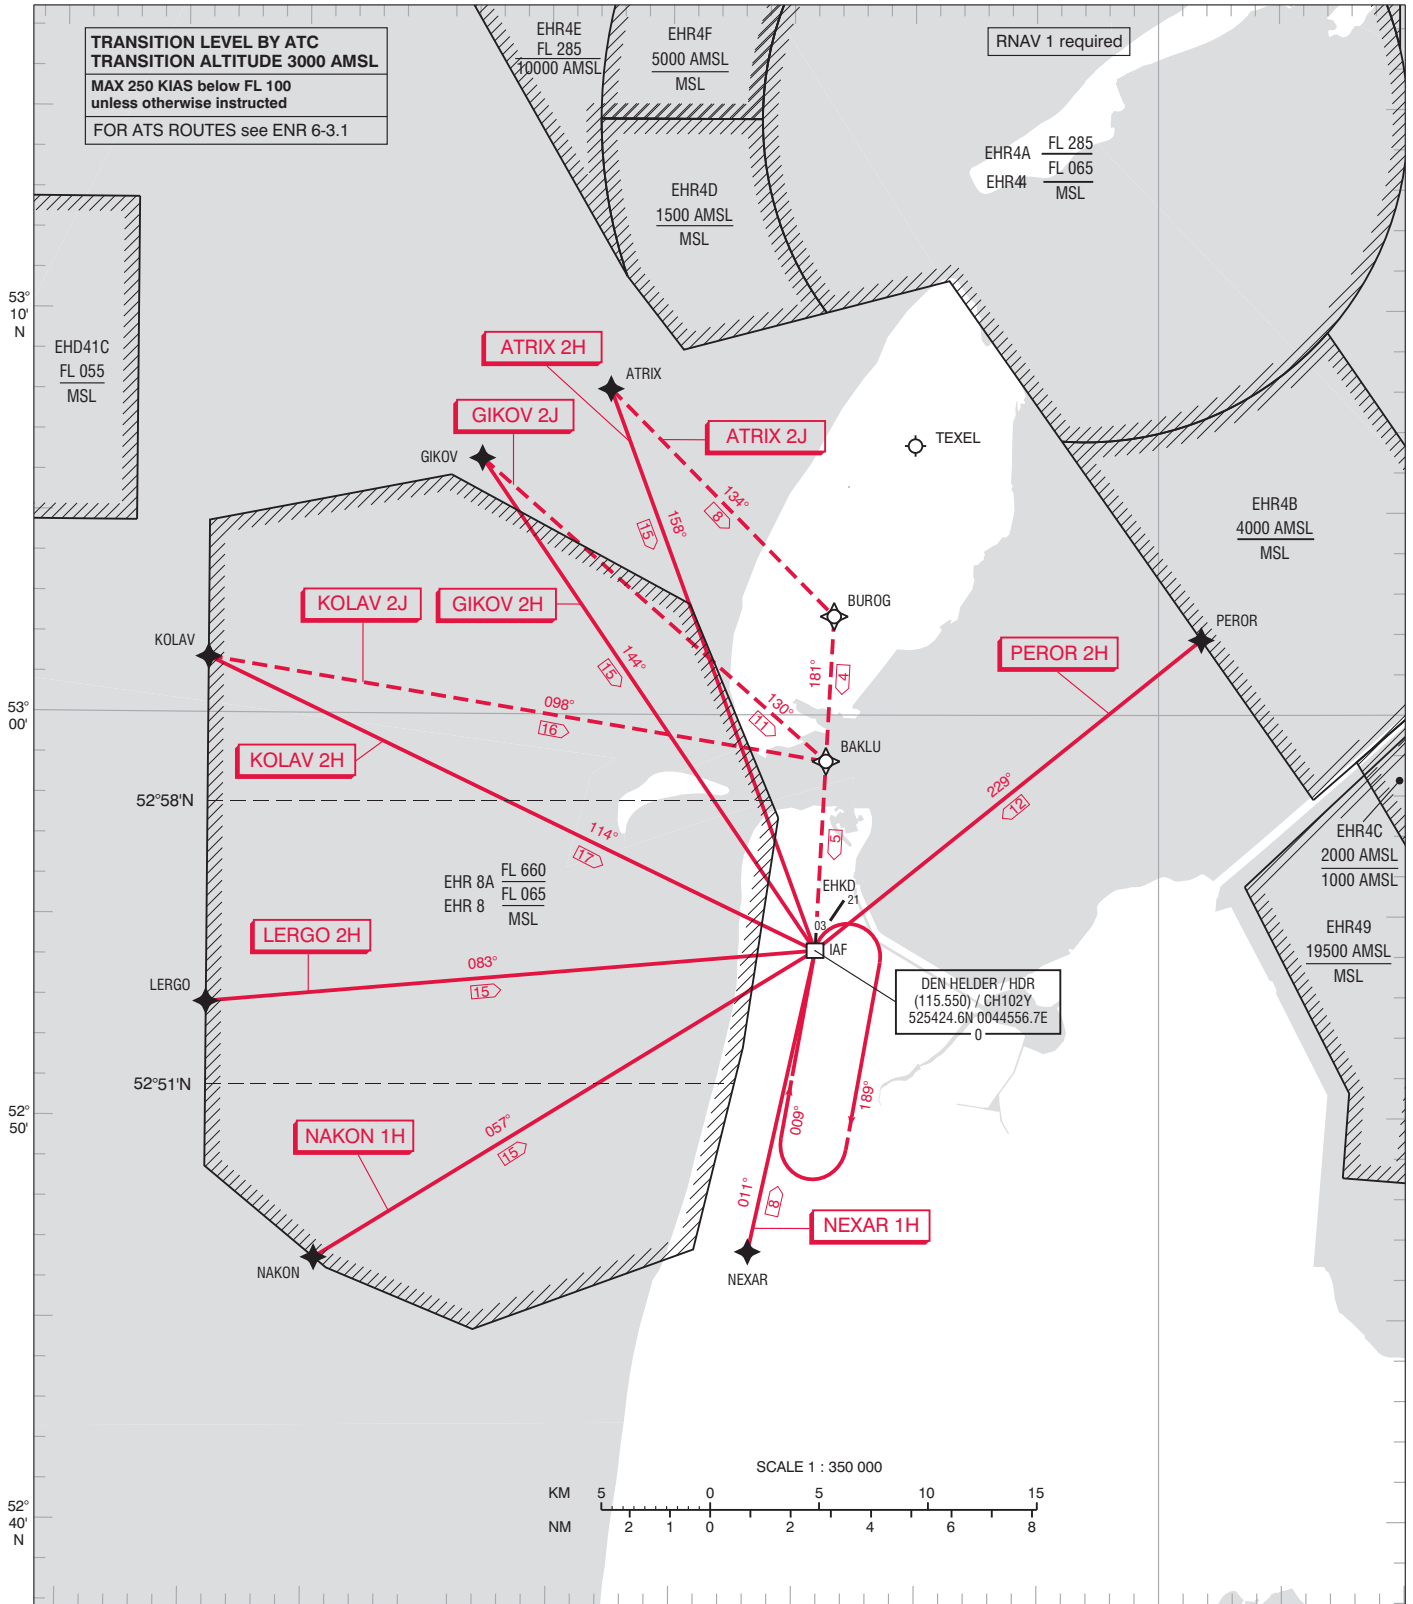 TRANSITION LEVEL BY ATC
TRANSITION ALTITUDE 3000 AMSL
MAX 250 KIAS below FL 100
unless otherwise instructed
FOR ATS ROUTES see ENR 6-3.1
EHR4E
FL 285
10000 AMSL
EHR4F
5000 AMSL
MSL
RNAV 1 required
EHR4A FL 285
FL 065
MSL
EHR4D
1500 AMSL
MSL
53°
10'
N
EHD41C
FL 055
MSL
ATRIX 2H
ATRIX
GIKOV 2J
ATRIX 2J
TEXEL
GIKOV
134°
8
158°
15
EHR4B
4000 AMSL
MSL
KOLAV 2J
GIKOV 2H
BUROG
KOLAV
PEROR
PEROR 2H
144°
15
181°
4
098°
16
130°
11
53°
00'
KOLAV 2H
BAKLU
229°
12
52°58'N
114°
17
5
EHR4C
2000 AMSL
1000 AMSL
EHR 8A FL 660
FL 065
EHR 8
MSL
EHKD
21
03
IAF
LERGO 2H
083°
15
LERGO
EHR49
19500 AMSL
MSL
DEN HELDER / HDR
(115.550) / CH102Y
525424.6N 0044556.7E
0
52°51'N
52°
50'
009°
189°
NAKON 1H
057°
15
011°
8
NEXAR 1H
NAKON
NEXAR
SCALE 1 : 350 000
KM 5 0 5 10 15
NM 2 1 0 2 4 6 8
52°
40'
N